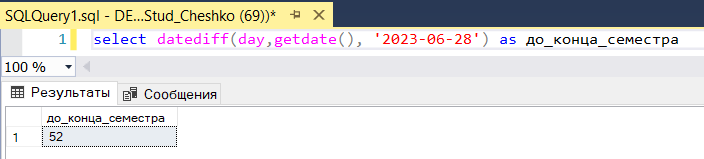 SQLQuery1.sql - DE...Stud_Cheshko (69))*
1 select datediff(day,getdate(), '2023-06-28') as до_конца_семестра
100 %
Результаты Сообщения
до_конца_семестра
1 52